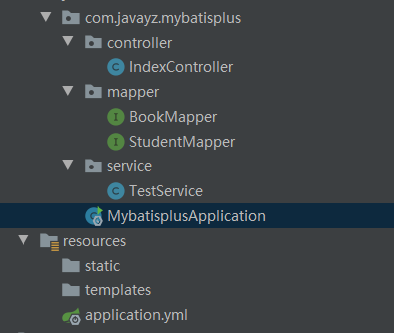 com.javayz.mybatisplus
controller
IndexController
mapper
BookMapper
StudentMapper
service
TestService
MybatisplusApplication
resources
static
templates
application.yml